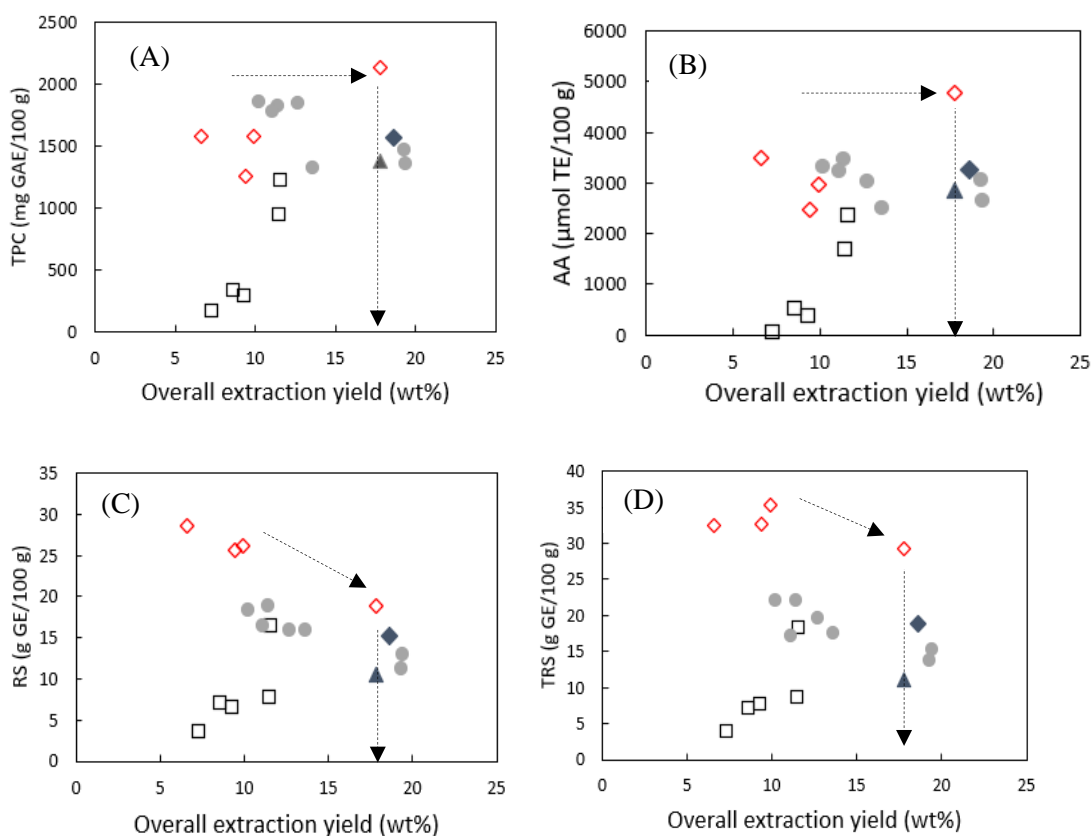 (A)
TPC (mg GAE/100 g)
2500
2000
1500
1000
500
0
0 5 10 15 20 25
Overall extraction yield (wt%)
(B)
AA (µmol TE/100 g)
6000
5000
4000
3000
2000
1000
0
0 5 10 15 20 25
Overall extraction yield (wt%)
(C)
RS (g GE/100 g)
35
30
25
20
15
10
5
0
0 5 10 15 20 25
Overall extraction yield (wt%)
(D)
TRS (g GE/100 g)
40
35
30
25
20
15
10
5
0
0 5 10 15 20 25
Overall extraction yield (wt%)